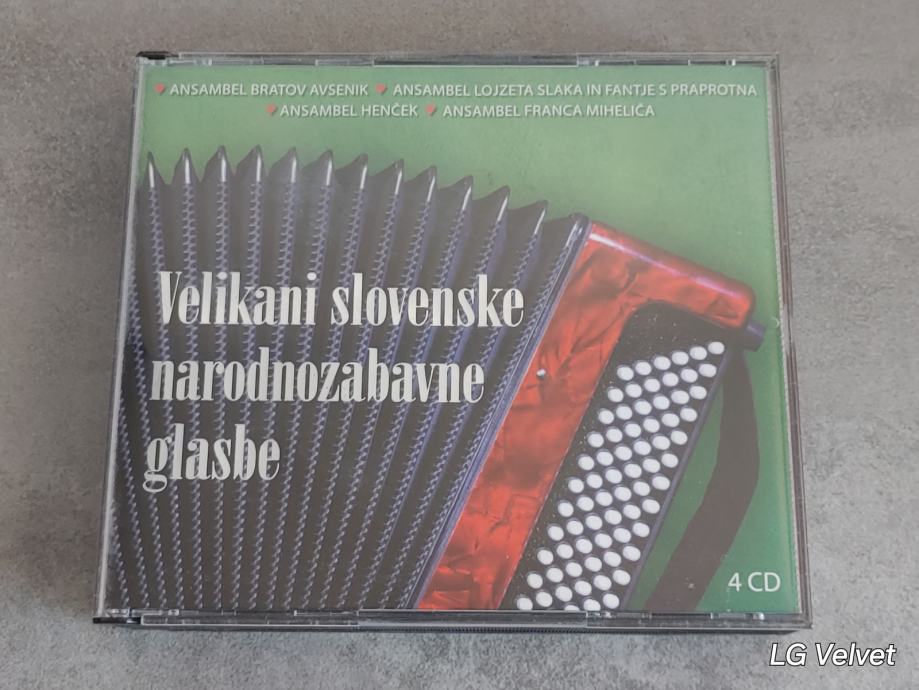 ♥ ANSAMBEL BRATOV AVSENIK ♥ ANSAMBEL LOJZETA SLAKA IN FANTJE S PRAPROTNA
♥ ANSAMBEL HENČEK ♥ ANSAMBEL FRANCA MIHELIČA
Velikani slovenske
narodnozabavne
glasbe
4 CD
LG Velvet